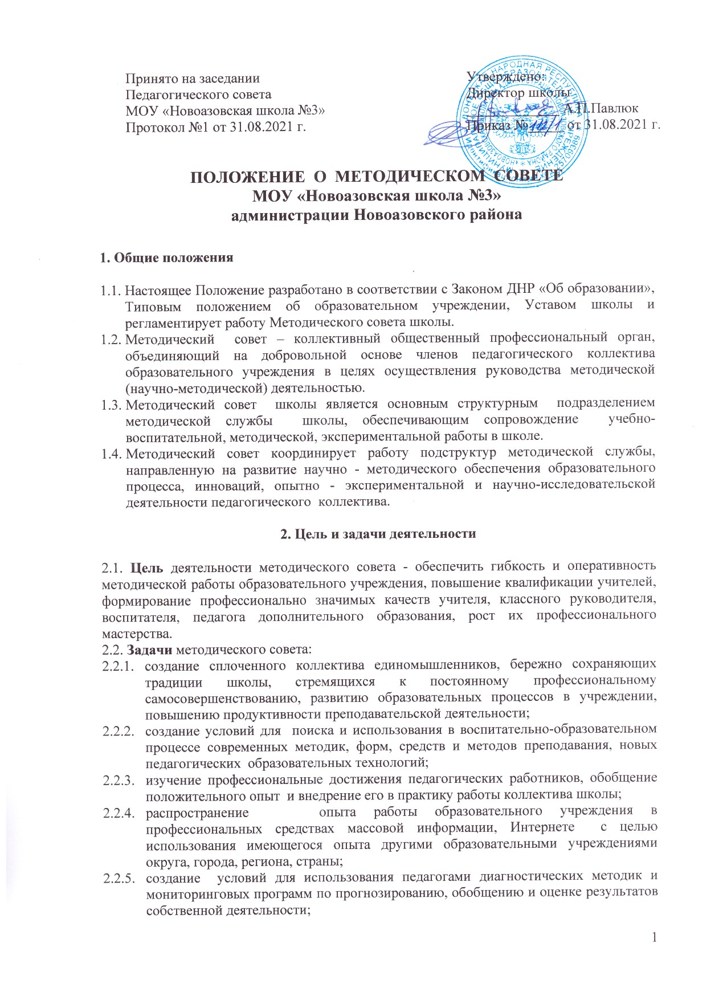 Принято на заседании
Педагогического совета
МОУ «Новоазовская школа №3»
Протокол №1 от 31.08.2021 г.
Утверждено:
Директор школы
А.П.Павлюк
Приказ № от 31.08.2021 г.
ПОЛОЖЕНИЕ О МЕТОДИЧЕСКОМ СОВЕТЕ
МОУ «Новоазовская школа №3»
администрации Новоазовского района
1. Общие положения
1.1. Настоящее Положение разработано в соответствии с Законом ДНР «Об образовании»,
Типовым положением об образовательном учреждении, Уставом школы и
регламентирует работу Методического совета школы.
1.2. Методический совет – коллективный общественный профессиональный орган,
объединяющий на добровольной основе членов педагогического коллектива
образовательного учреждения в целях осуществления руководства методической
(научно-методической) деятельностью.
1.3. Методический совет школы является основным структурным подразделением
методической службы школы, обеспечивающим сопровождение учебно-
воспитательной, методической, экспериментальной работы в школе.
1.4. Методический совет координирует работу подструктур методической службы,
направленную на развитие научно - методического обеспечения образовательного
процесса, инноваций, опытно - экспериментальной и научно-исследовательской
деятельности педагогического коллектива.
2. Цель и задачи деятельности
2.1. Цель деятельности методического совета - обеспечить гибкость и оперативность
методической работы образовательного учреждения, повышение квалификации учителей,
формирование профессионально значимых качеств учителя, классного руководителя,
воспитателя, педагога дополнительного образования, рост их профессионального
мастерства.
2.2. Задачи методического совета:
2.2.1. создание сплоченного коллектива единомышленников, бережно сохраняющих
традиции школы, стремящихся к постоянному профессиональному
самосовершенствованию, развитию образовательных процессов в учреждении,
повышению продуктивности преподавательской деятельности;
2.2.2. создание условий для поиска и использования в воспитательно-образовательном
процессе современных методик, форм, средств и методов преподавания, новых
педагогических образовательных технологий;
2.2.3. изучение профессиональные достижения педагогических работников, обобщение
положительного опыт и внедрение его в практику работы коллектива школы;
2.2.4. распространение опыта работы образовательного учреждения в
профессиональных средствах массовой информации, Интернете с целью
использования имеющегося опыта другими образовательными учреждениями
округа, города, региона, страны;
2.2.5. создание условий для использования педагогами диагностических методик и
мониторинговых программ по прогнозированию, обобщению и оценке результатов
собственной деятельности;
1